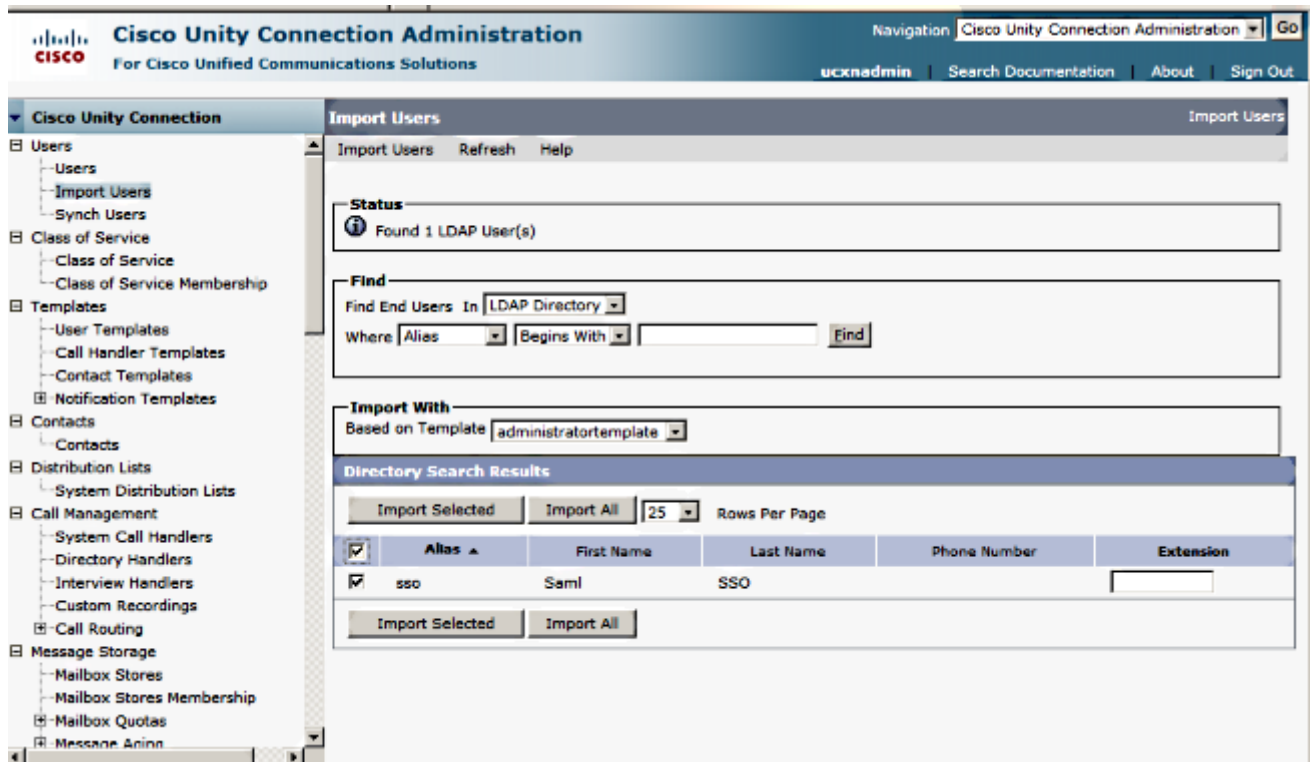 Cisco Unity Connection Administration
Navigation Cisco Unity Connection Administration Go
CISCO
For Cisco Unified Communications Solutions
ucxnadmin | Search Documentation | About | Sign Out
Cisco Unity Connection
Users
Users
Import Users
Synch Users
Class of Service
Class of Service
Class of Service Membership
Templates
User Templates
Call Handler Templates
Contact Templates
Notification Templates
Contacts
Contacts
Distribution Lists
System Distribution Lists
Call Management
System Call Handlers
Directory Handlers
Interview Handlers
Custom Recordings
Call Routing
Message Storage
Mailbox Stores
Mailbox Stores Membership
Mailbox Quotas
Message Aging
Import Users
Import Users
Import Users Refresh Help
Status
Found 1 LDAP User(s)
Find
Find End Users In LDAP Directory
Where Alias Begins With Find
Import With
Based on Template administratortemplate
Directory Search Results
Import Selected Import All 25 Rows Per Page
Alias First Name Last Name Phone Number Extension
sso Saml SSO
Import Selected Import All